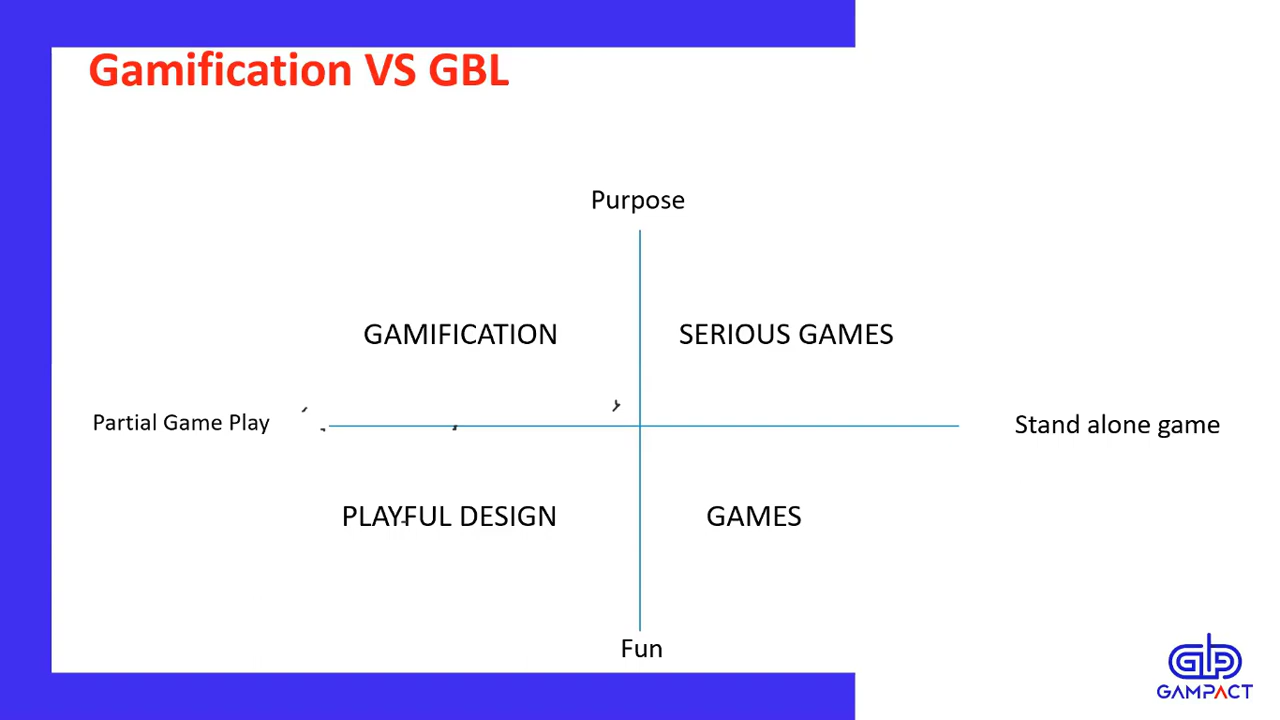 Gamification VS GBL
Purpose
GAMIFICATION
SERIOUS GAMES
Partial Game Play
Stand alone game
PLAYFUL DESIGN
GAMES
Fun
GAMPACT